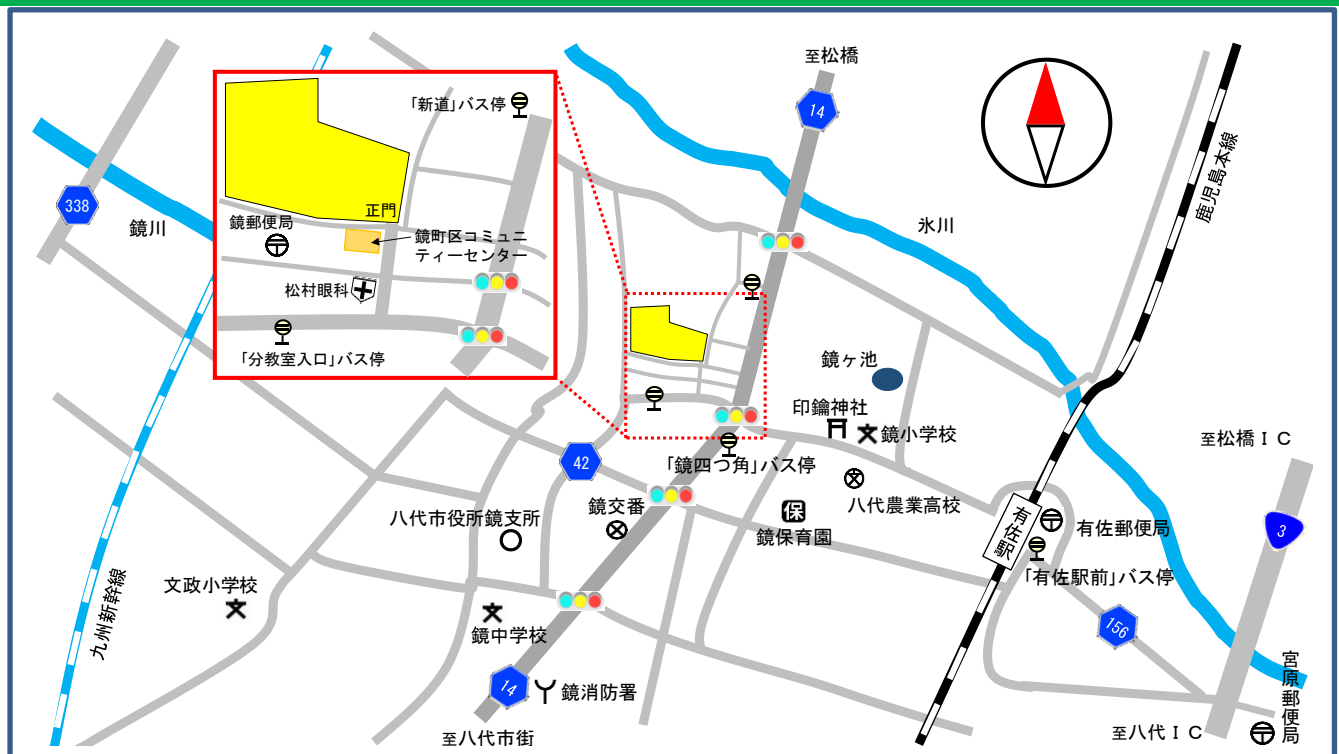 至松橋
14
鹿児島本線
「新道」バス停
338
鏡川
正門
鏡郵便局
鏡町区コミュニ
ティーセンター
松村眼科
「分教室入口」バス停
氷川
鏡ヶ池
印鑰神社
鏡小学校
至松橋ＩＣ
「鏡四つ角」バス停
42
八代農業高校
保
鏡保育園
鏡交番
八代市役所鏡支所
有佐駅
有佐郵便局
3
「有佐駅前」バス停
九州新幹線
文政小学校
鏡中学校
156
14
鏡消防署
宮原郵便局
至八代市街
至八代ＩＣ